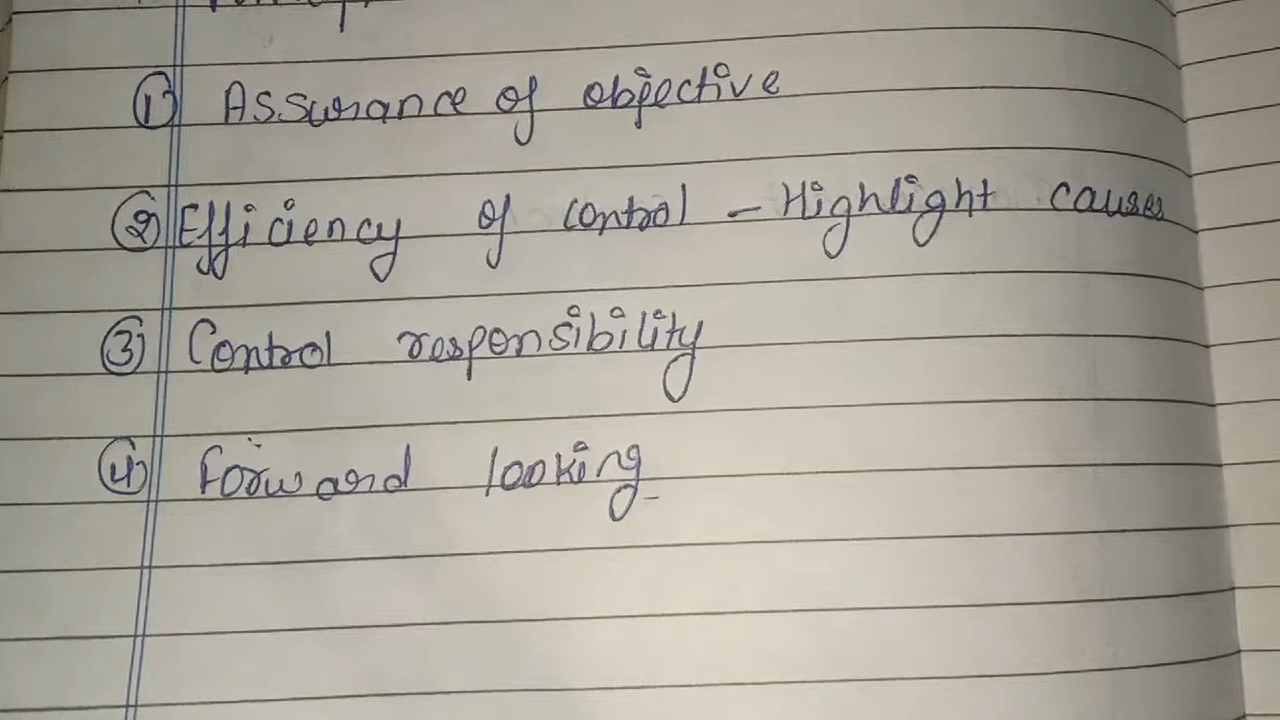 ① Assurance of objective
② Efficiency of control - Highlight causes
③ Control responsibility
④ Forward looking